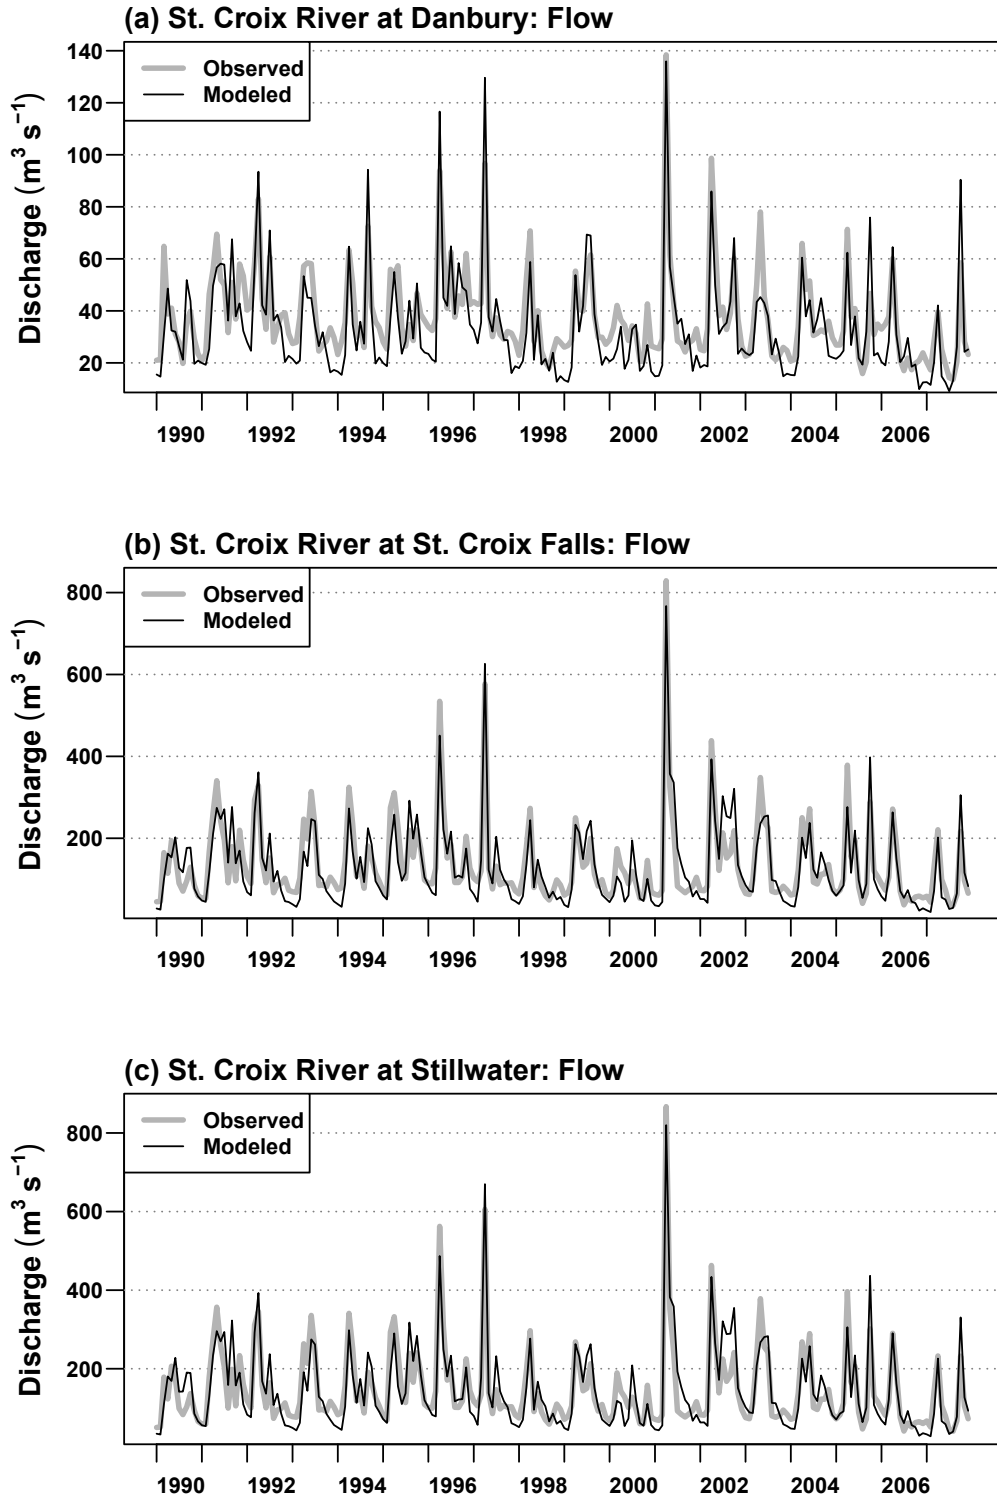 (a) St. Croix River at Danbury: Flow
Observed
Modeled
Discharge (m³ s⁻¹)
140
120
100
80
60
40
20
1990 1992 1994 1996 1998 2000 2002 2004 2006
(b) St. Croix River at St. Croix Falls: Flow
Observed
Modeled
Discharge (m³ s⁻¹)
800
600
400
200
1990 1992 1994 1996 1998 2000 2002 2004 2006
(c) St. Croix River at Stillwater: Flow
Observed
Modeled
Discharge (m³ s⁻¹)
800
600
400
200
1990 1992 1994 1996 1998 2000 2002 2004 2006